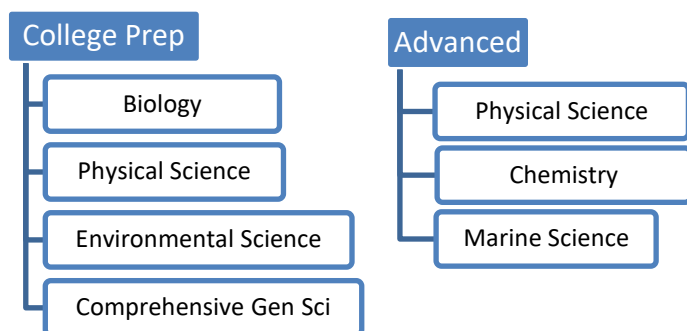 College Prep
Biology
Physical Science
Environmental Science
Comprehensive Gen Sci
Advanced
Physical Science
Chemistry
Marine Science